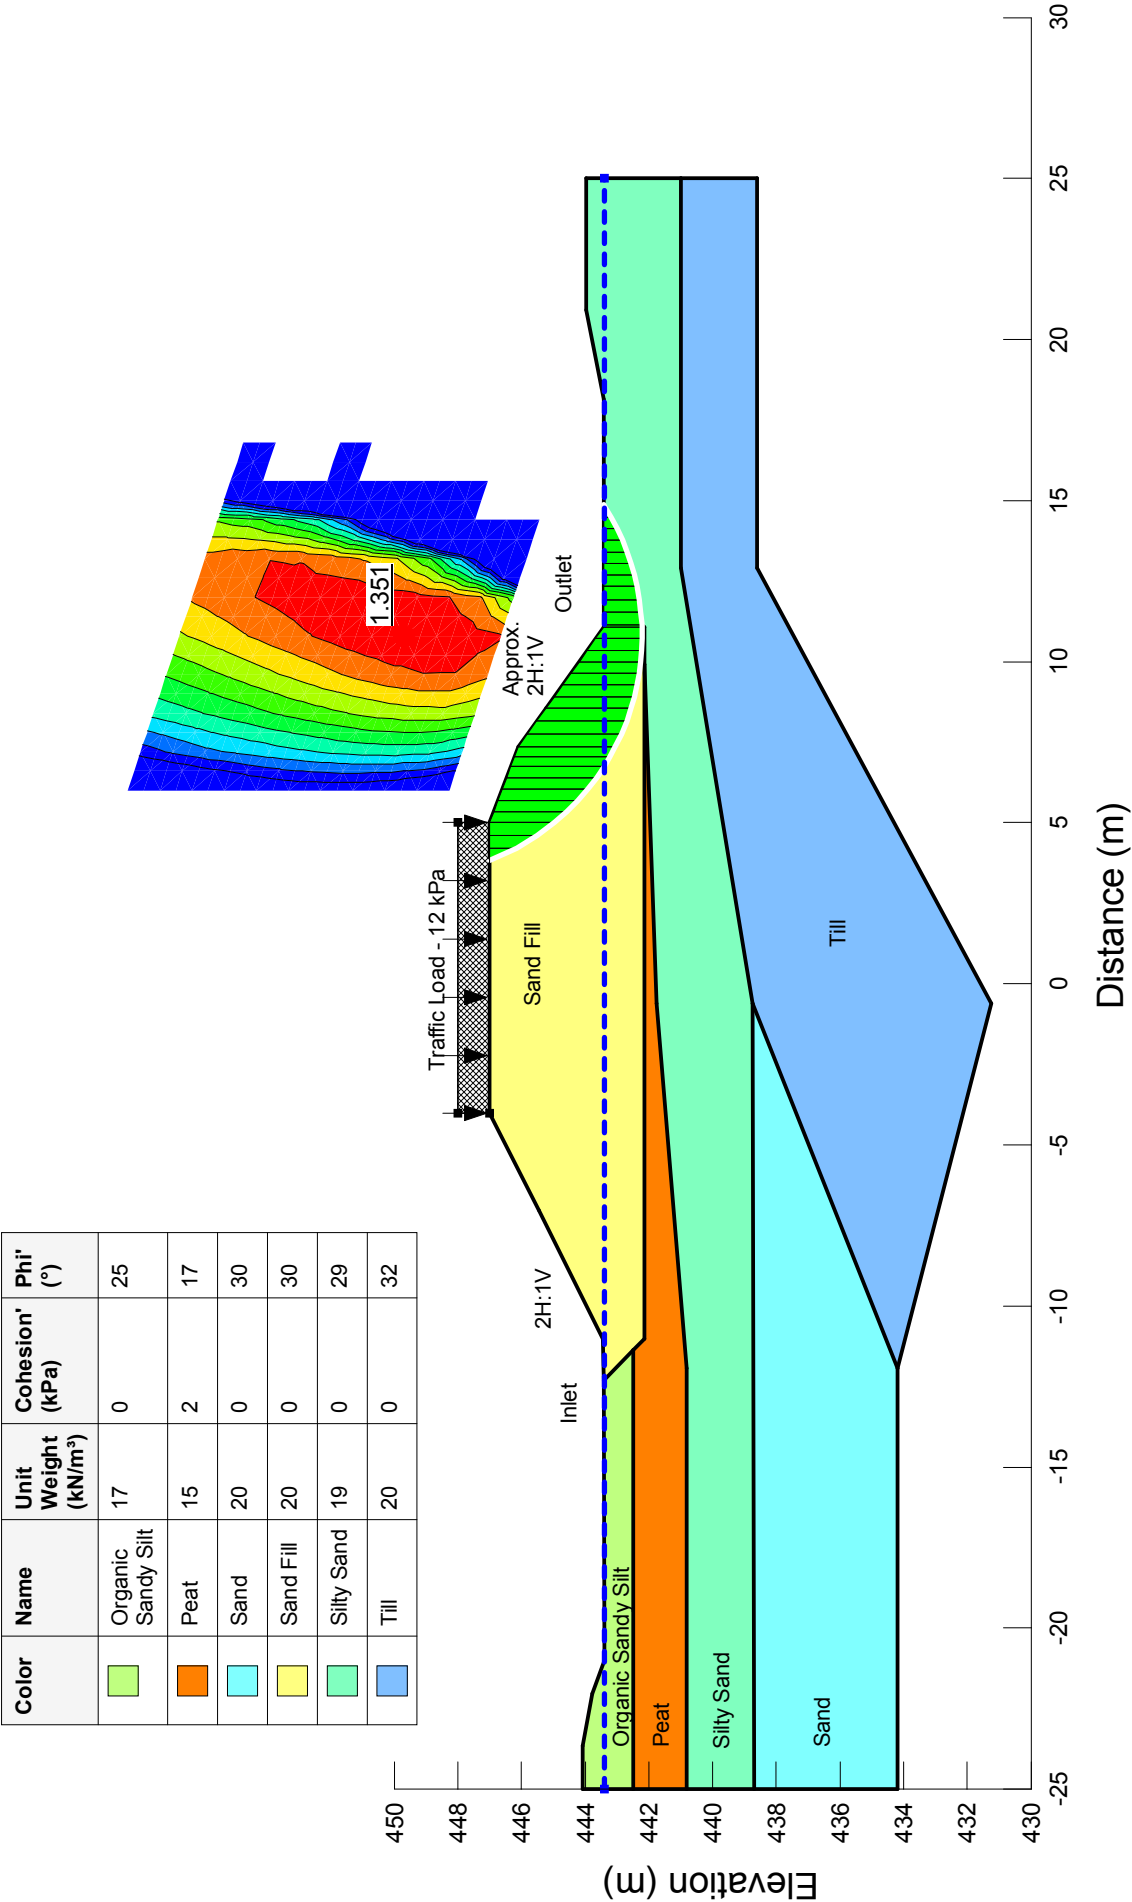 Color Name Unit Weight (kN/m³) Cohesion' (kPa) Phi' (°)
Organic Sandy Silt 17 0 25
Peat 15 2 17
Sand 20 0 30
Sand Fill 20 0 30
Silty Sand 19 0 29
Till 20 0 32
1.351
Traffic Load - 12 kPa
Approx.
2H:1V
Outlet
Inlet
2H:1V
Sand Fill
Organic Sandy Silt
Peat
Silty Sand
Sand
Till
Elevation (m)
450
448
446
444
442
440
438
436
434
432
430
-25 -20 -15 -10 -5 0 5 10 15 20 25 30
Distance (m)